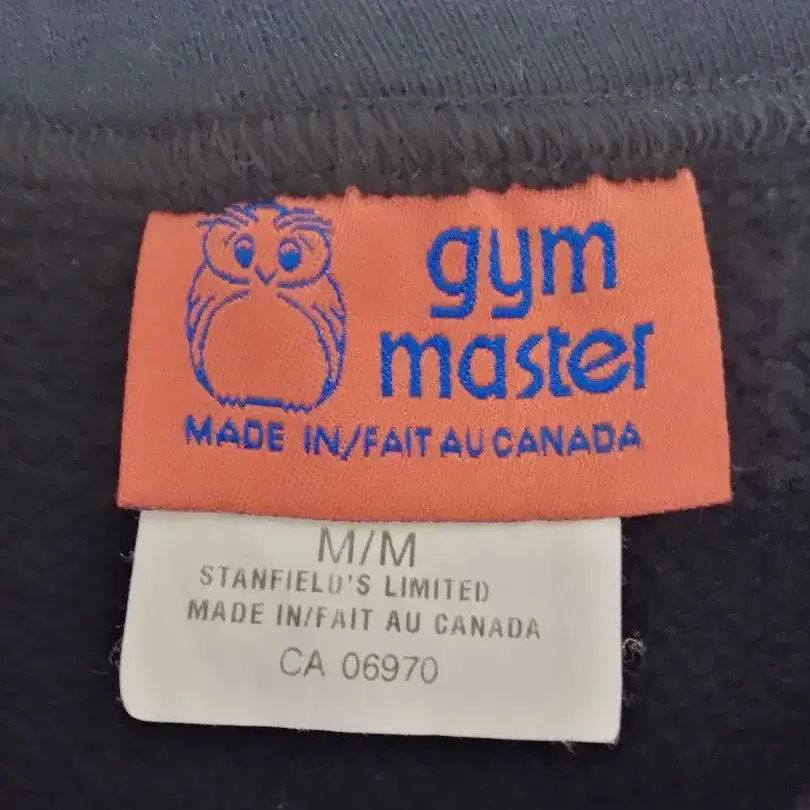 gym
master
MADE IN/FAIT AU CANADA
M/M
STANFIELD'S LIMITED
MADE IN/FAIT AU CANADA
CA 06970